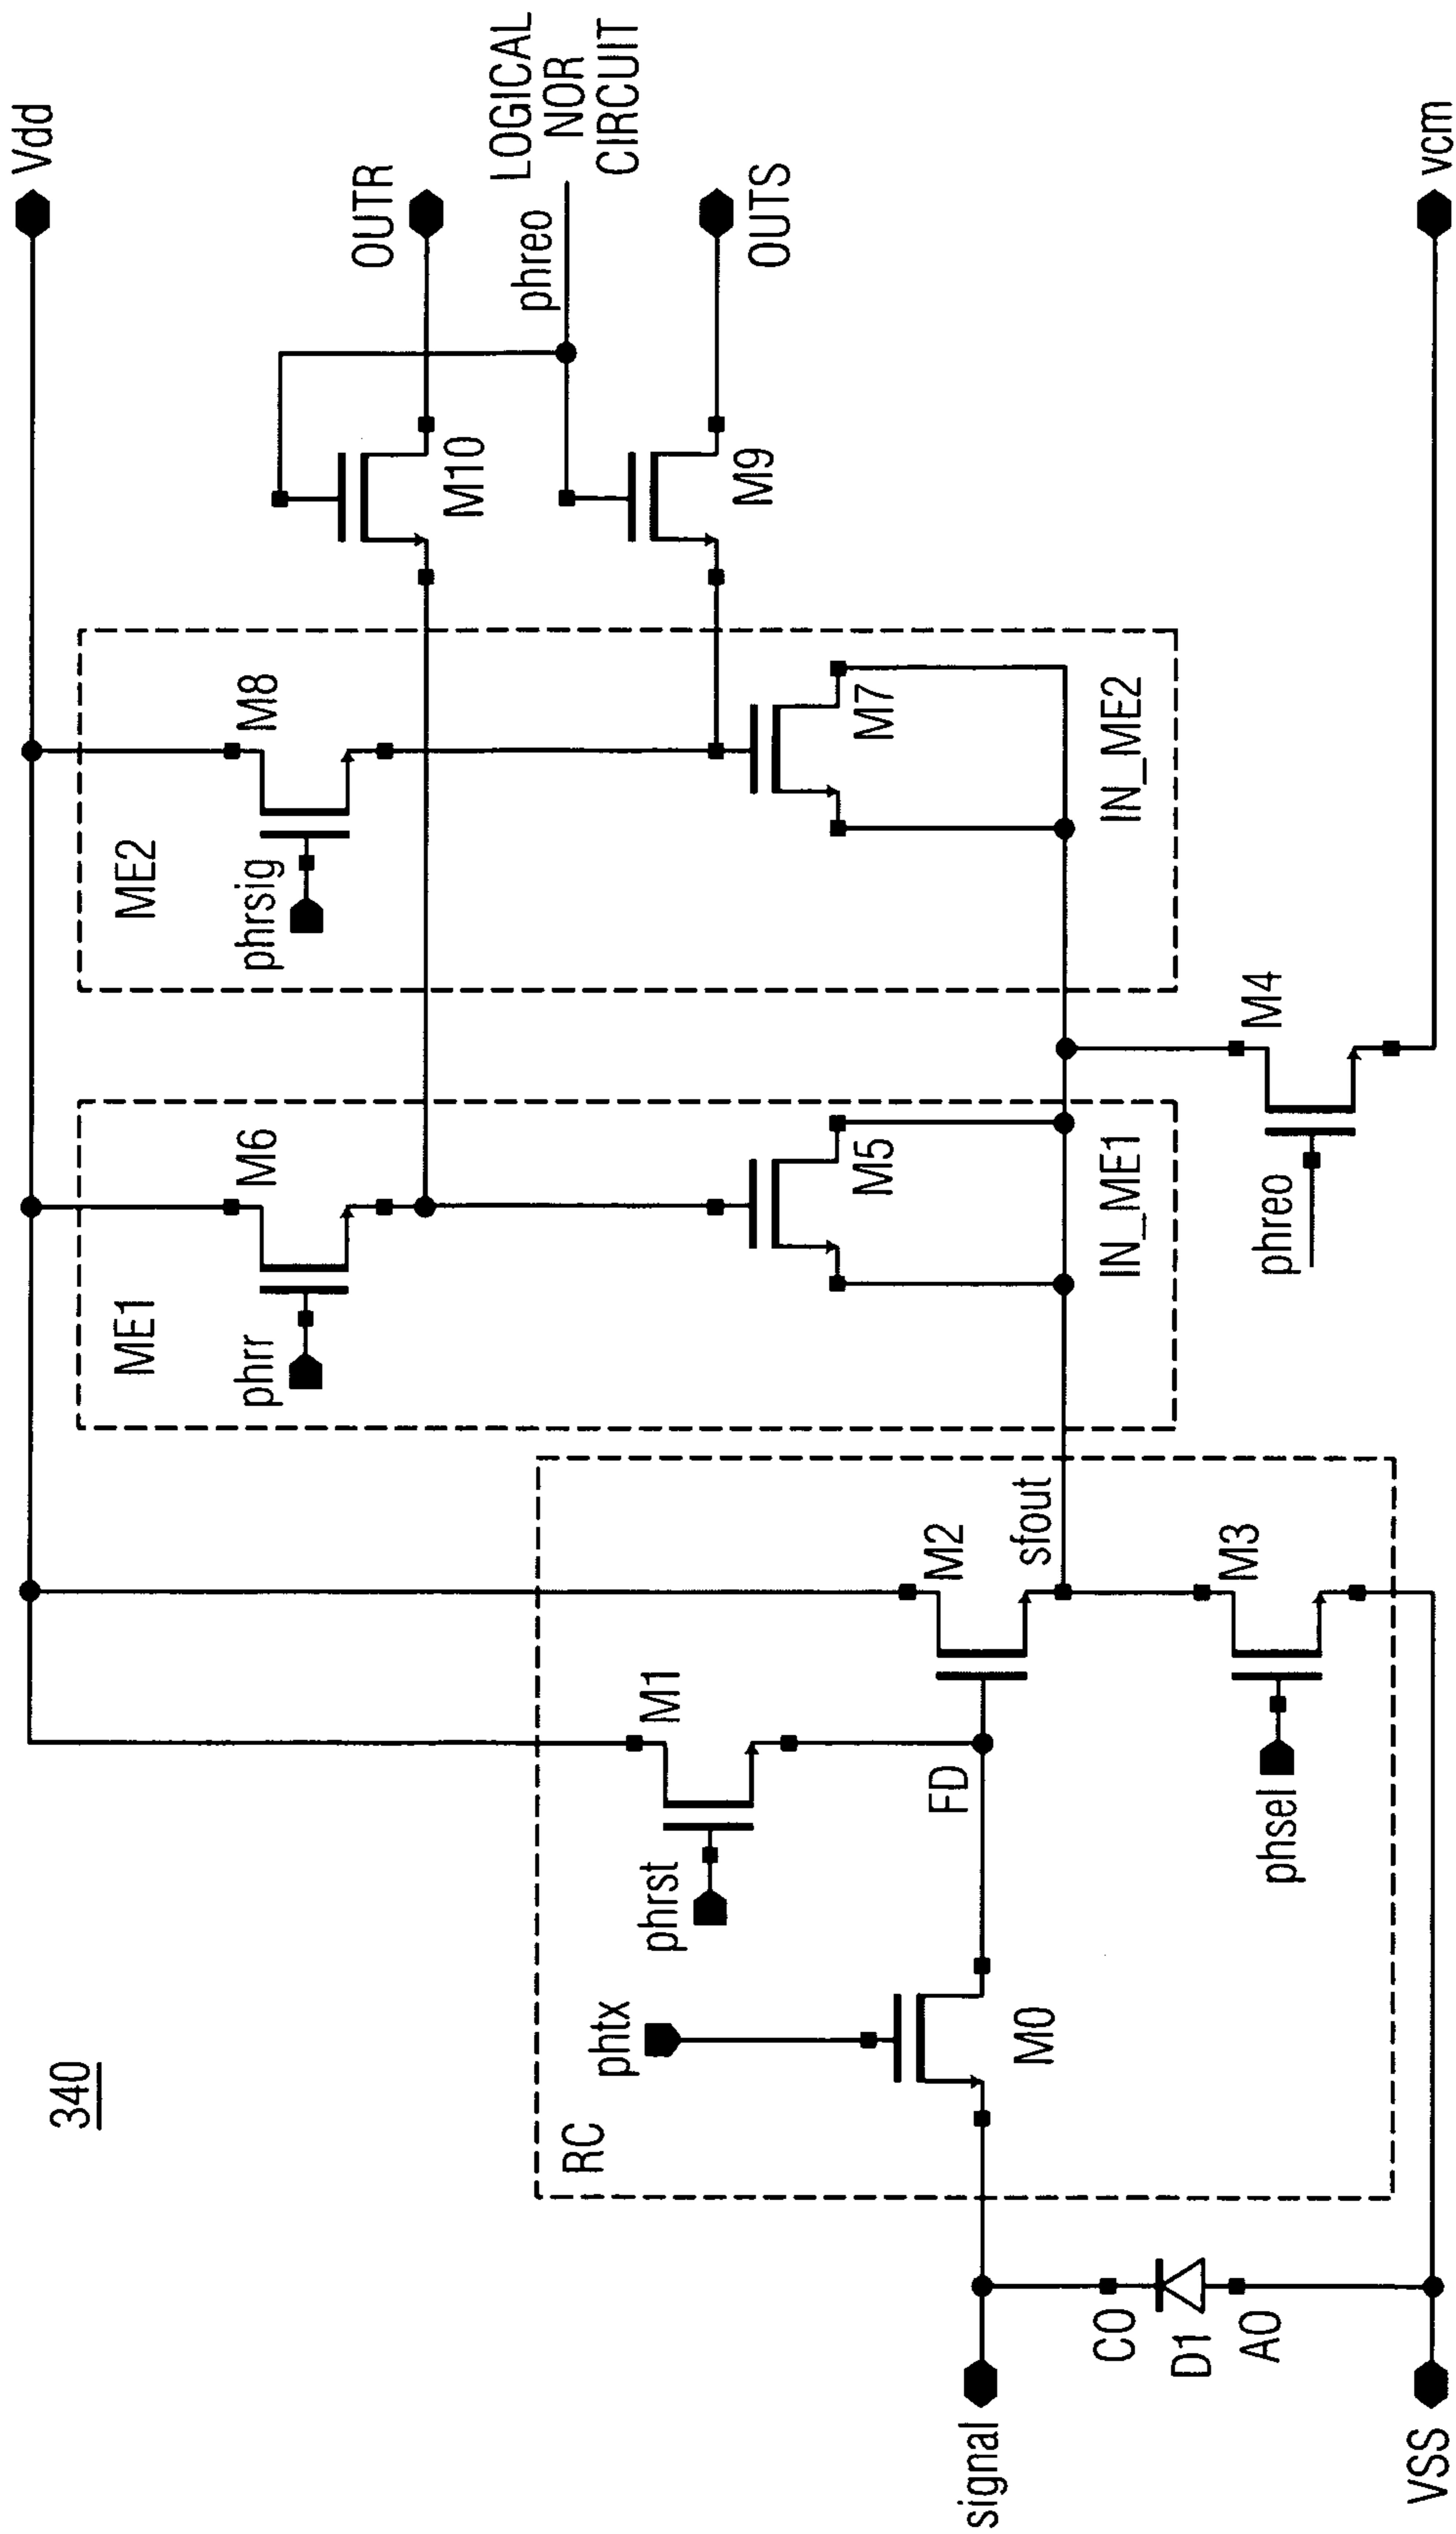 340
Vdd
OUTR
LOGICAL
NOR
CIRCUIT
phreo
OUTS
M10
M9
ME2
phrsig
M8
M7
IN_ME2
ME1
phrr
M6
M5
IN_ME1
M4
phreo
vcm
RC
phtx
M0
phrst
M1
FD
M2
sfout
phsel
M3
signal
C0
D1
A0
VSS